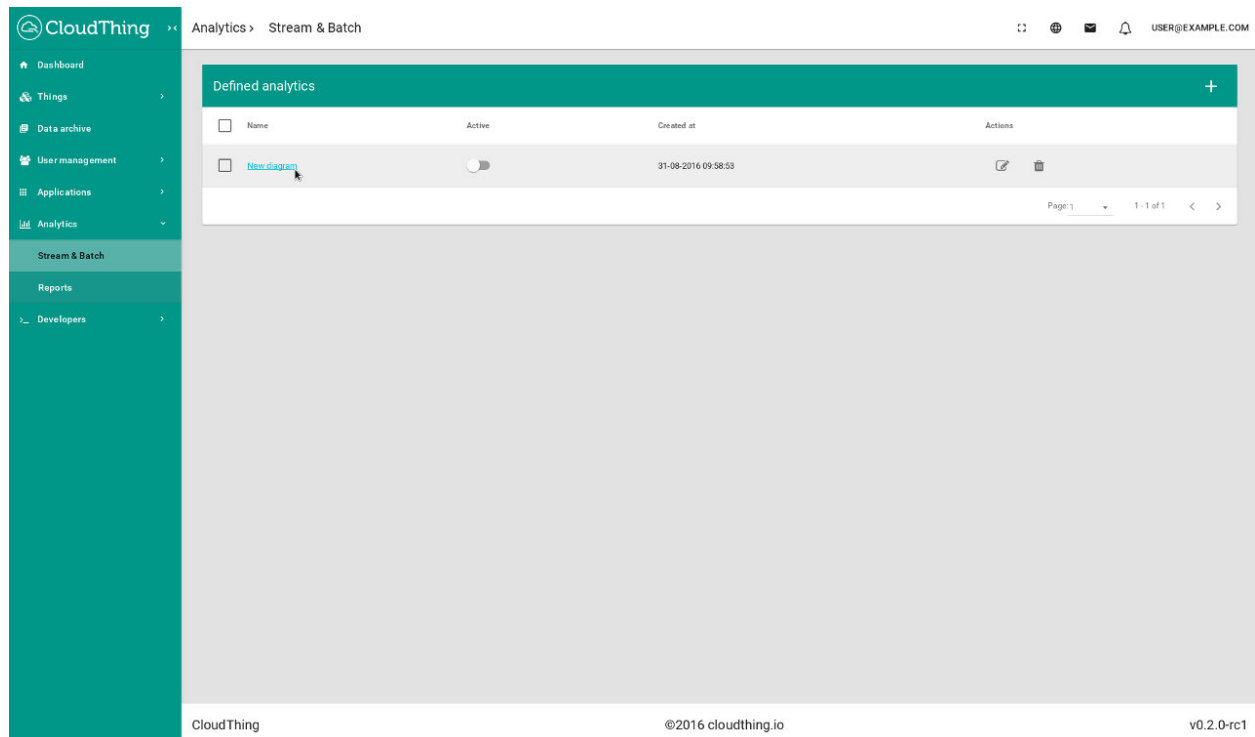 CloudThing
Analytics › Stream & Batch
USER@EXAMPLE.COM
Dashboard
Things
Data archive
User management
Applications
Analytics
Stream & Batch
Reports
Developers
Defined analytics
Name Active Created at Actions
New diagram 31-08-2016 09:58:53
Page: 1 1 - 1 of 1
CloudThing ©2016 cloudthing.io v0.2.0-rc1